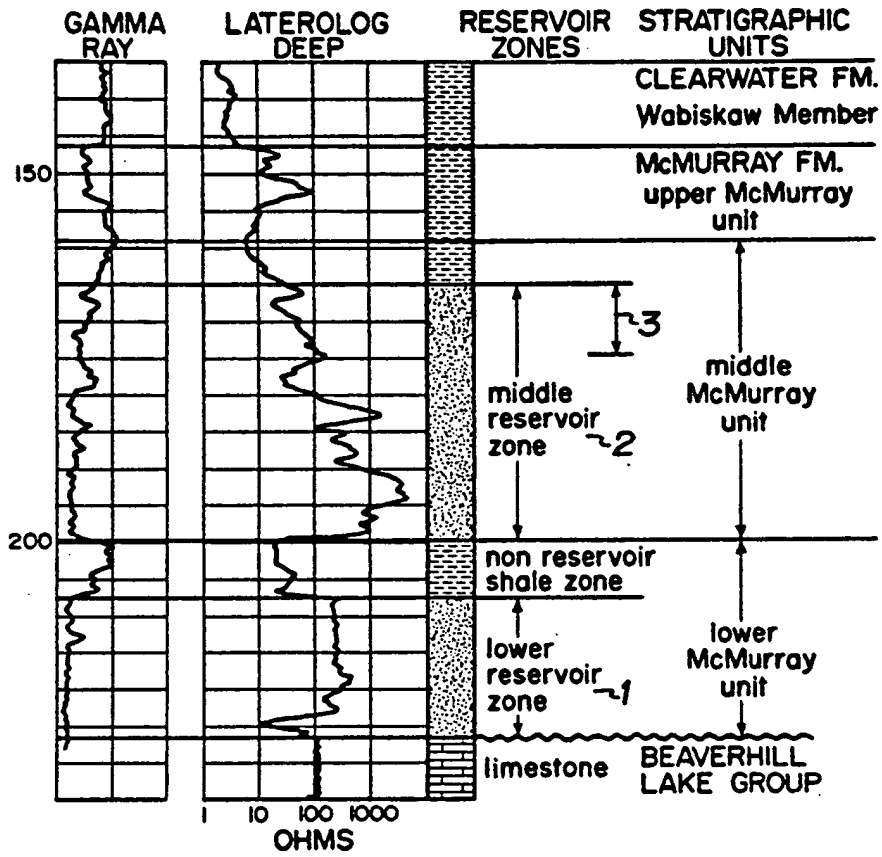 GAMMA RAY
LATEROLOG DEEP
RESERVOIR ZONES
STRATIGRAPHIC UNITS
CLEARWATER FM.
Wabiskaw Member
150
McMURRAY FM.
upper McMurray
unit
3
middle
reservoir
zone
2
middle
McMurray
unit
200
non reservoir
shale zone
lower
reservoir
zone
1
lower
McMurray
unit
limestone
BEAVERHILL
LAKE GROUP
1 10 100 1000
OHMS